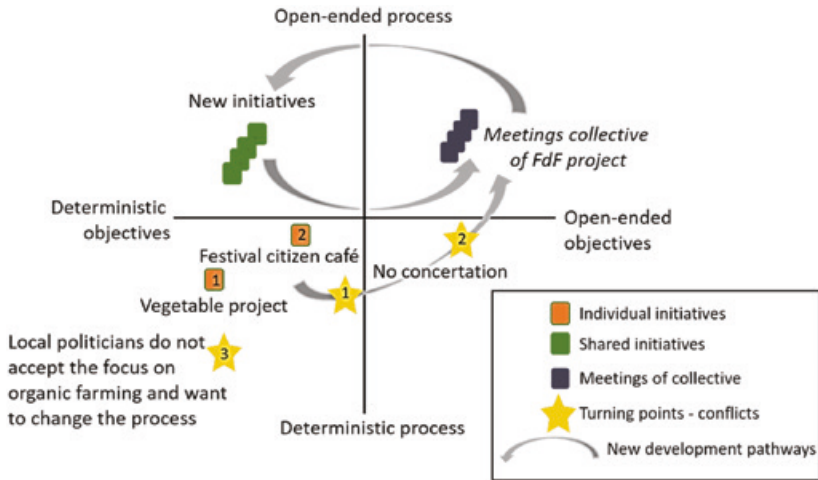 Open-ended process
New initiatives
Meetings collective
of FdF project
Deterministic
objectives
Open-ended
objectives
2
Festival citizen café
2
No concertation
1
Vegetable project
1
Local politicians do not
accept the focus on
organic farming and want
to change the process
3
Deterministic process
Individual initiatives
Shared initiatives
Meetings of collective
Turning points - conflicts
New development pathways